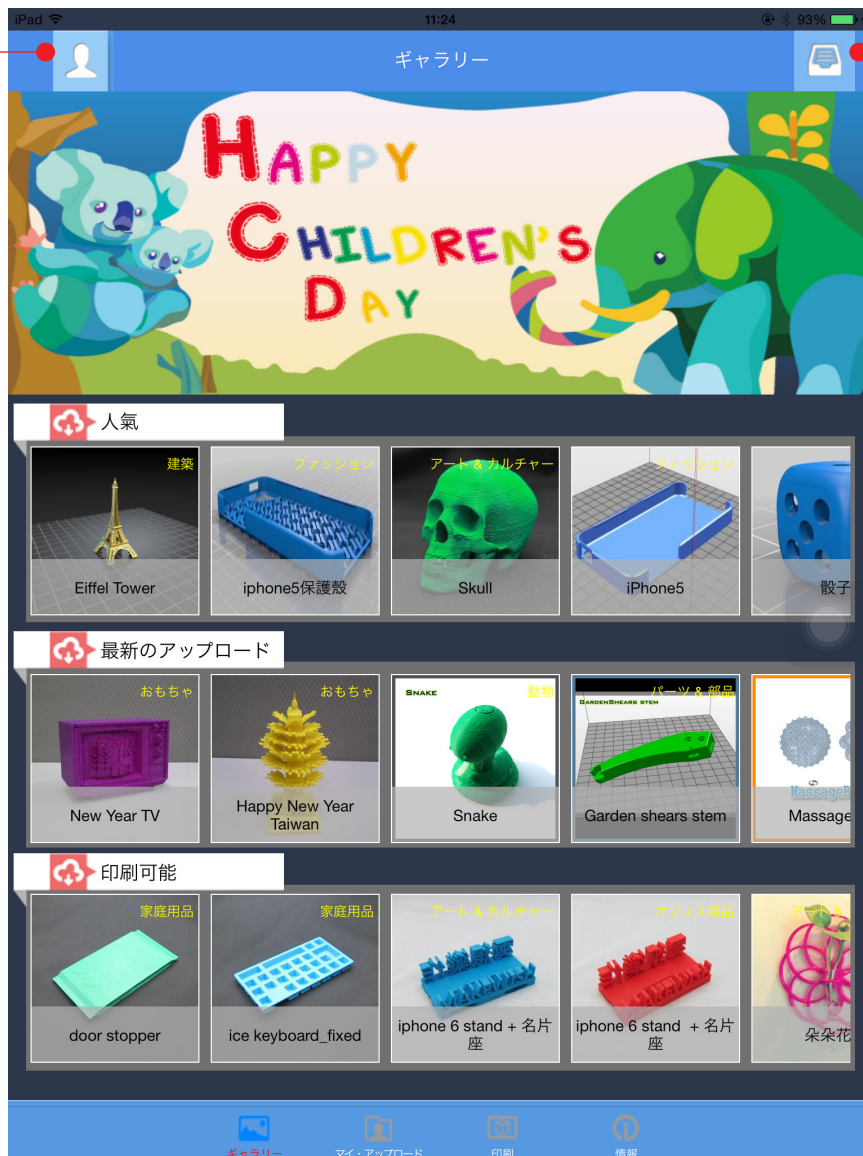 iPad 11:24 93%
ギャラリー
HAPPY
CHILDREN'S
DAY
人氣
建築
Eiffel Tower
ファッション
iphone5保護殼
アート & カルチャー
Skull
ファッション
iPhone5
骰子
最新のアップロード
おもちゃ
New Year TV
おもちゃ
Happy New Year
Taiwan
SNAKE
動物
Snake
パーツ & 部品
GARDENSHEARS STEM
Garden shears stem
MassageB
Massage
印刷可能
家庭用品
door stopper
家庭用品
ice keyboard_fixed
アート & カルチャー
iphone 6 stand + 名片
座
オフィス用品
iphone 6 stand + 名片
座
アート &
朵朵花
ギャラリー
マイ・アップロード
印刷
情報